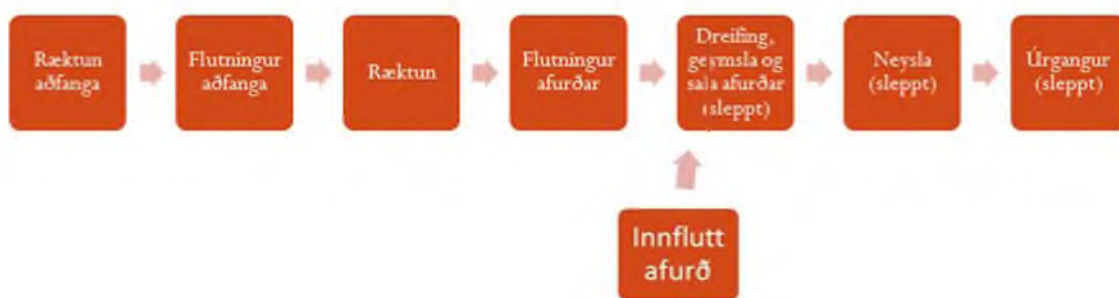 Ræktun
aðfanga
Flutningur
aðfanga
Ræktun
Flutningur
afurðar
Dreifing,
geymsla og
sala afurðar
(sleppt)
Neysla
(sleppt)
Úrgangur
(sleppt)
Innflutt
afurð